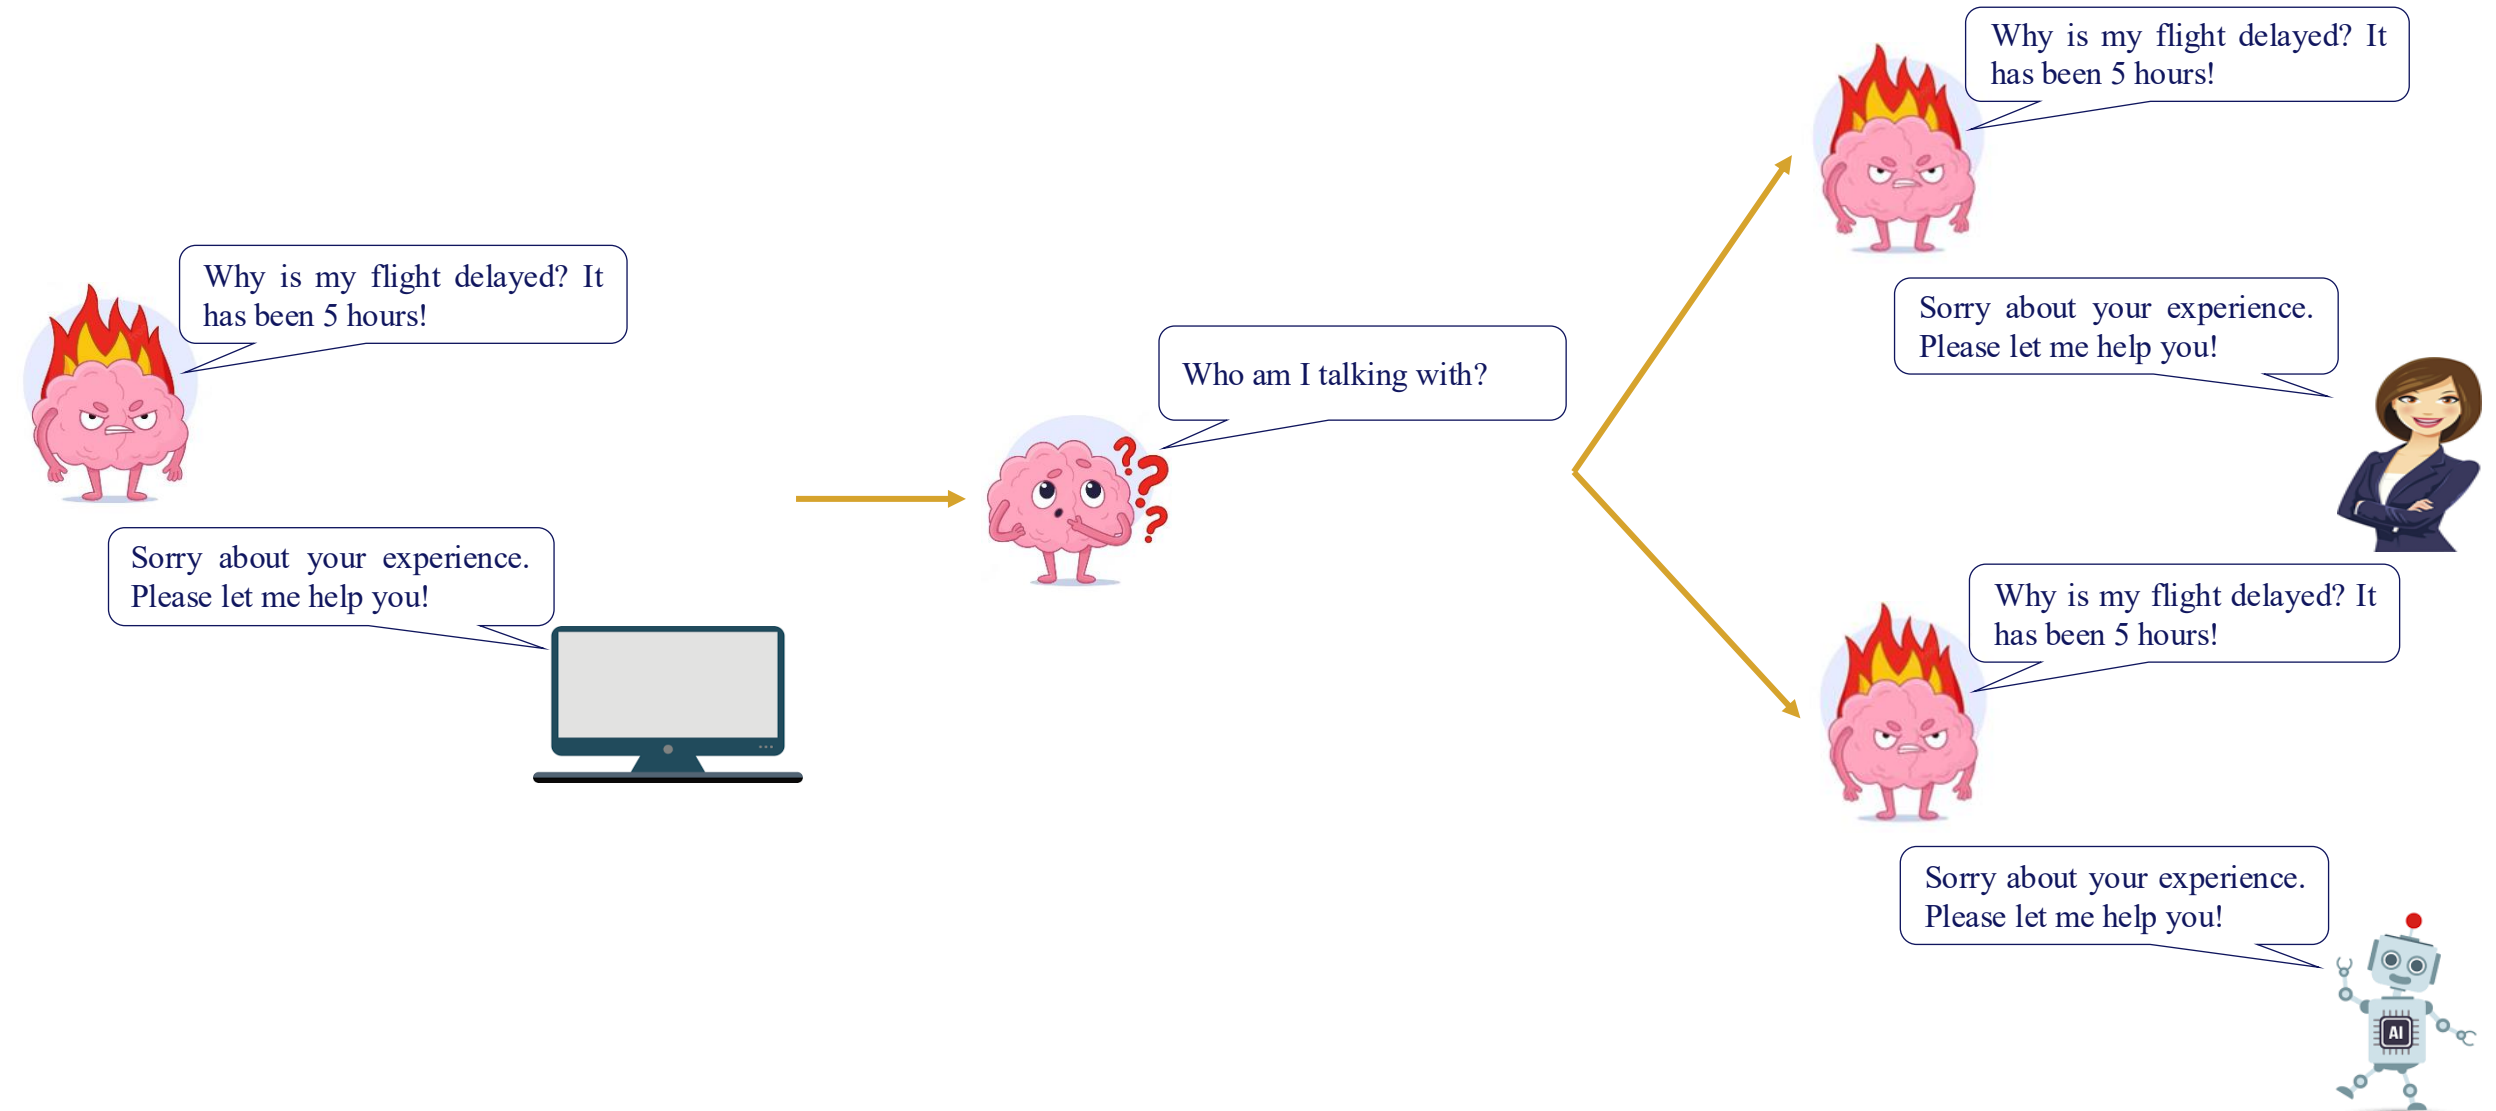 Why is my flight delayed? It
has been 5 hours!
Sorry about your experience.
Please let me help you!
Who am I talking with?
Why is my flight delayed? It
has been 5 hours!
Sorry about your experience.
Please let me help you!
Why is my flight delayed? It
has been 5 hours!
Sorry about your experience.
Please let me help you!
? ? ?
AI